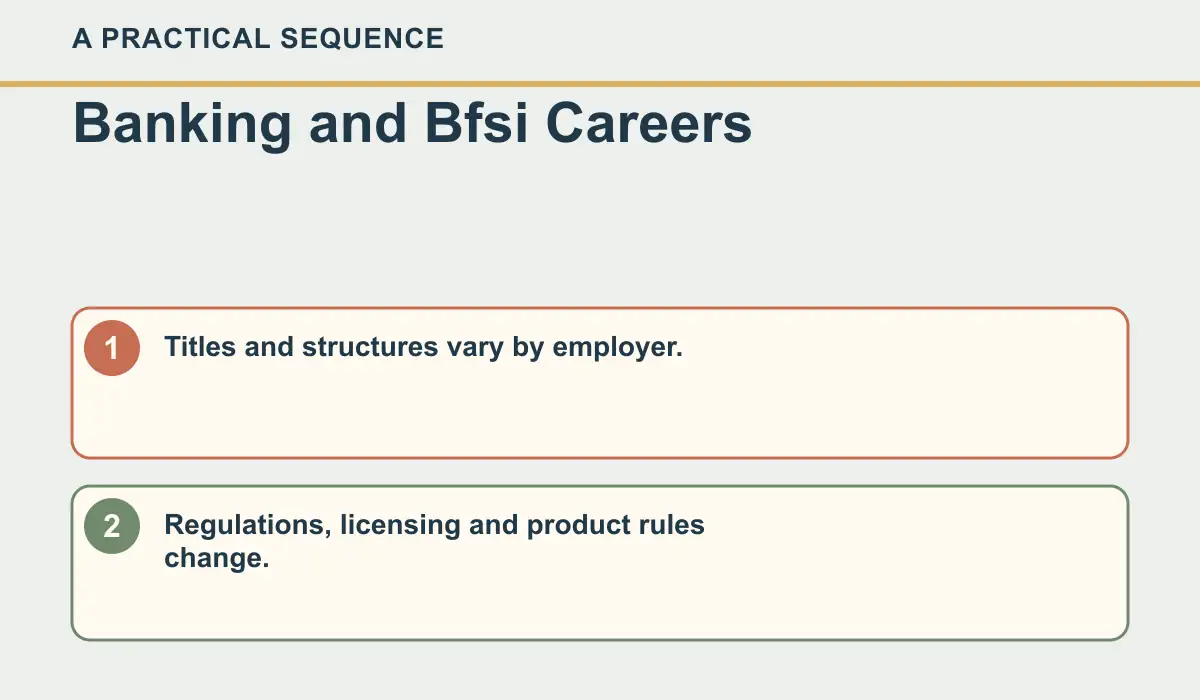 A PRACTICAL SEQUENCE
Banking and Bfsi Careers
1
Titles and structures vary by employer.
2
Regulations, licensing and product rules
change.